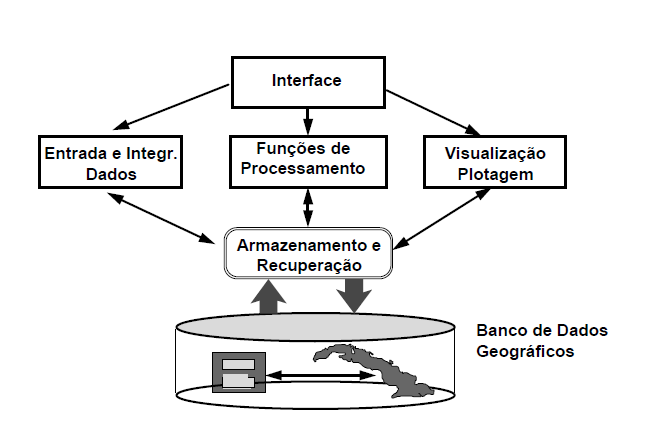 Interface
Entrada e Integr.
Dados
Funções de
Processamento
Visualização
Plotagem
Armazenamento e
Recuperação
Banco de Dados
Geográficos